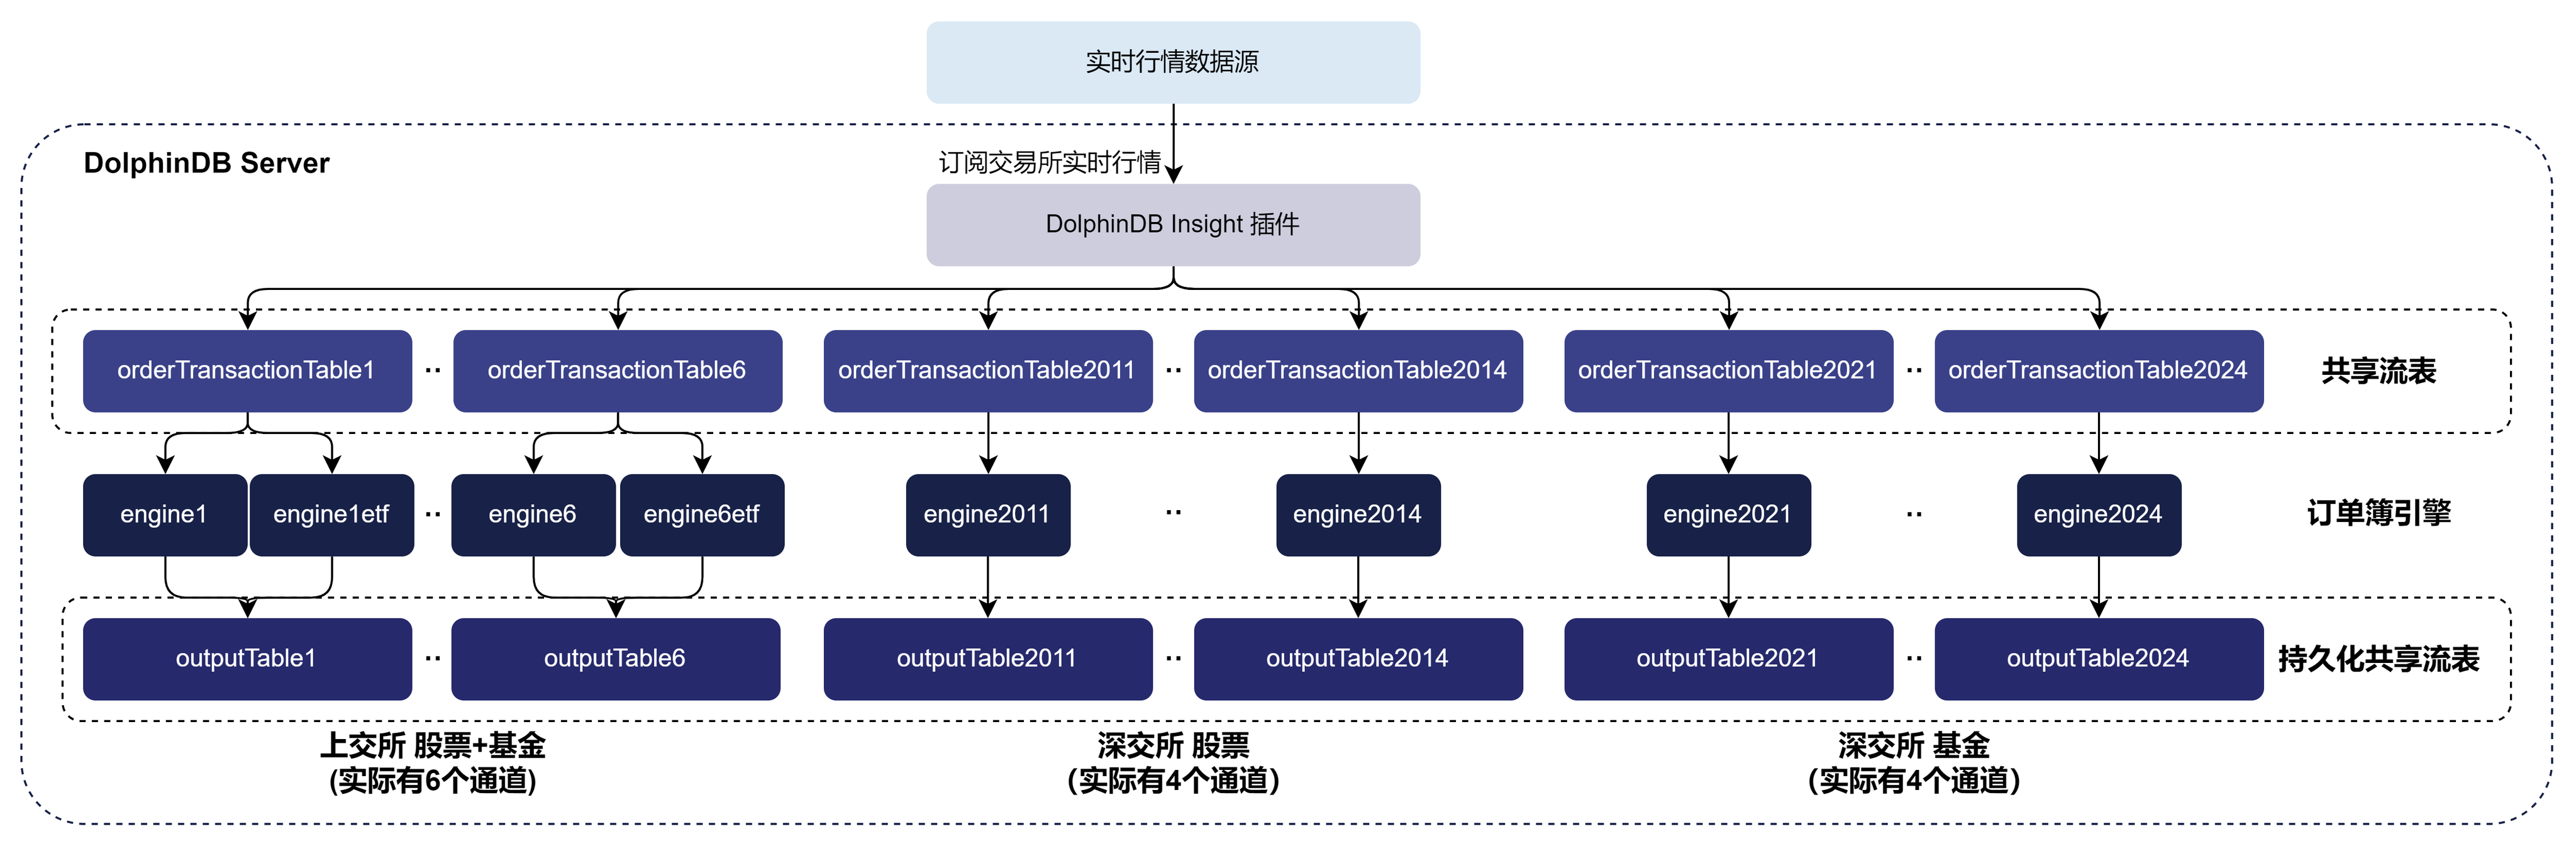 实时行情数据源
DolphinDB Server
订阅交易所实时行情
DolphinDB Insight 插件
orderTransactionTable1 ·· orderTransactionTable6 orderTransactionTable2011 ·· orderTransactionTable2014 orderTransactionTable2021 ·· orderTransactionTable2024 共享流表
engine1 engine1etf ·· engine6 engine6etf engine2011 ·· engine2014 engine2021 ·· engine2024 订单簿引擎
outputTable1 ·· outputTable6 outputTable2011 ·· outputTable2014 outputTable2021 ·· outputTable2024 持久化共享流表
上交所 股票+基金
(实际有6个通道)
深交所 股票
(实际有4个通道)
深交所 基金
(实际有4个通道)